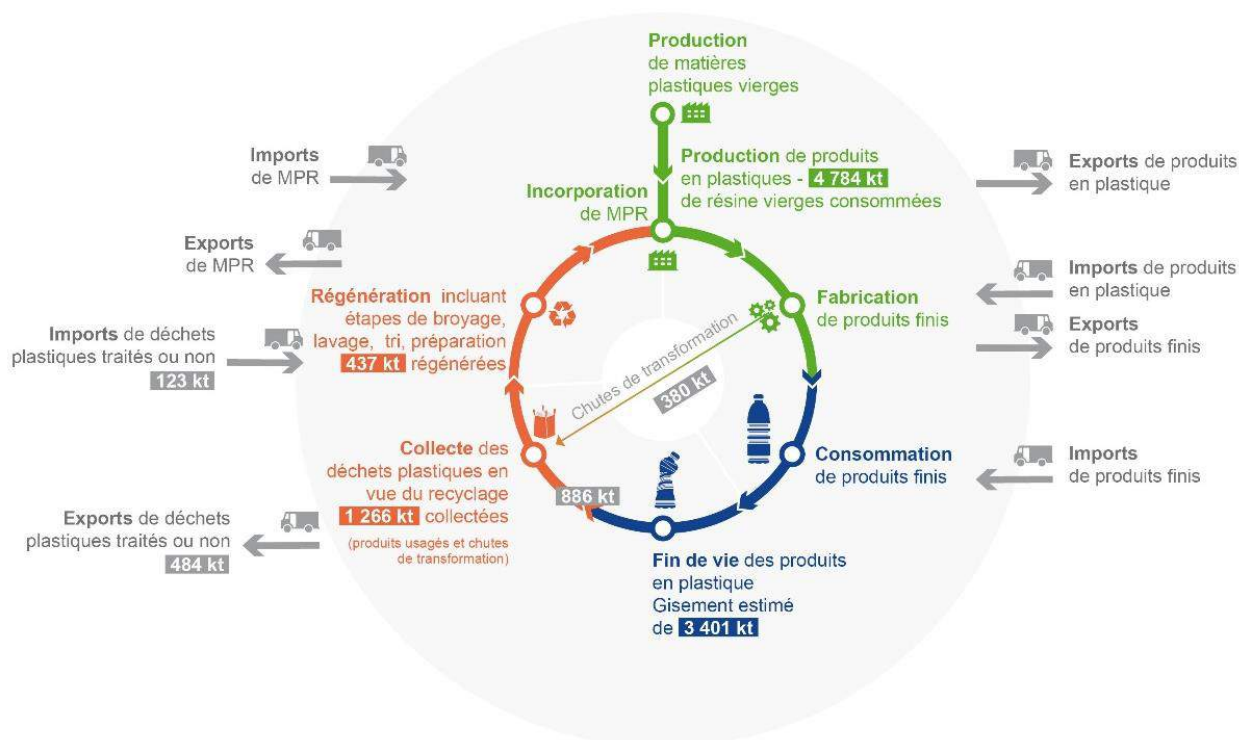 Production
de matières
plastiques vierges
Production de produits
en plastiques - 4 784 kt
de résine vierges consommées
Incorporation
de MPR
Imports
de MPR
Exports
de MPR
Régénération incluant
étapes de broyage,
lavage, tri, préparation
437 kt régénérées
Imports de déchets
plastiques traités ou non
123 kt
Exports de produits
en plastique
Imports de produits
en plastique
Fabrication
de produits finis
Exports
de produits finis
Chutes de transformation
380 kt
Collecte des
déchets plastiques en
vue du recyclage
1 266 kt collectées
(produits usagés et chutes
de transformation)
886 kt
Consommation
de produits finis
Imports
de produits finis
Exports de déchets
plastiques traités ou non
484 kt
Fin de vie des produits
en plastique
Gisement estimé
de 3 401 kt